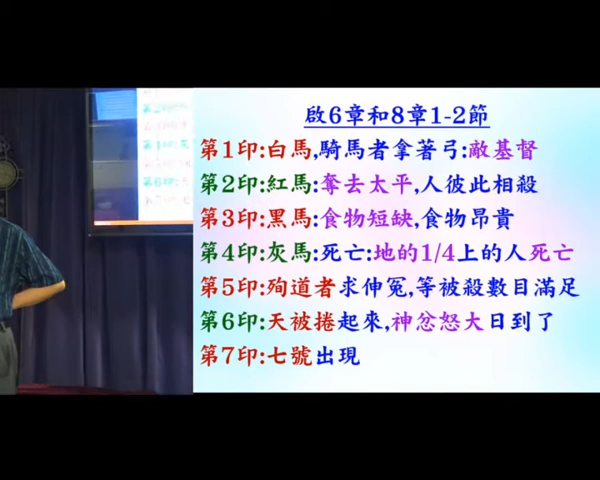 啟6章和8章1-2節
第1印:白馬,騎馬者拿著弓:敵基督
第2印:紅馬:奪去太平,人彼此相殺
第3印:黑馬:食物短缺,食物昂貴
第4印:灰馬:死亡:地的1/4上的人死亡
第5印:殉道者求伸冤,等被殺數目滿足
第6印:天被捲起來,神忿怒大日到了
第7印:七號出現